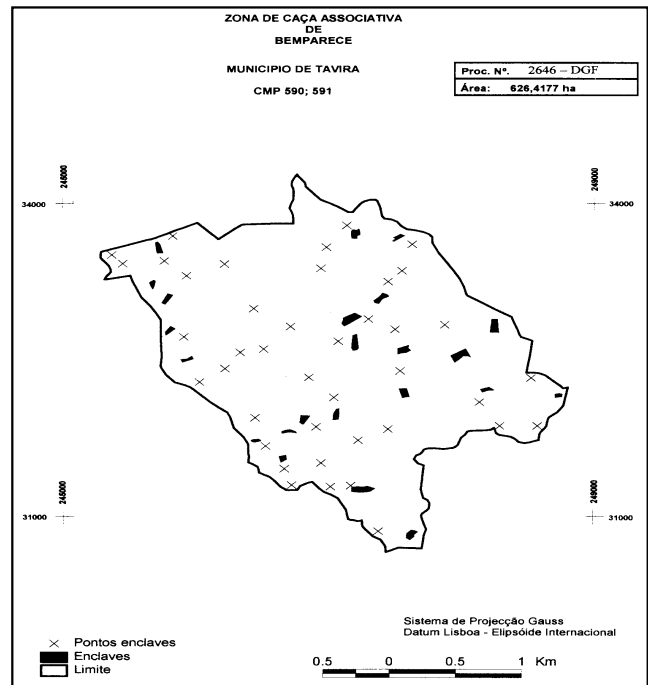 ZONA DE CAÇA ASSOCIATIVA
DE
BEMPARECE
MUNICIPIO DE TAVIRA
CMP 590; 591
Proc. Nº. 2646 – DGF
Área: 626,4177 ha
245000
249000
34000
34000
245000
249000
31000
31000
Sistema de Projecção Gauss
Datum Lisboa - Elipsóide Internacional
Pontos enclaves
Enclaves
Limite
0.5 0 0.5 1 Km